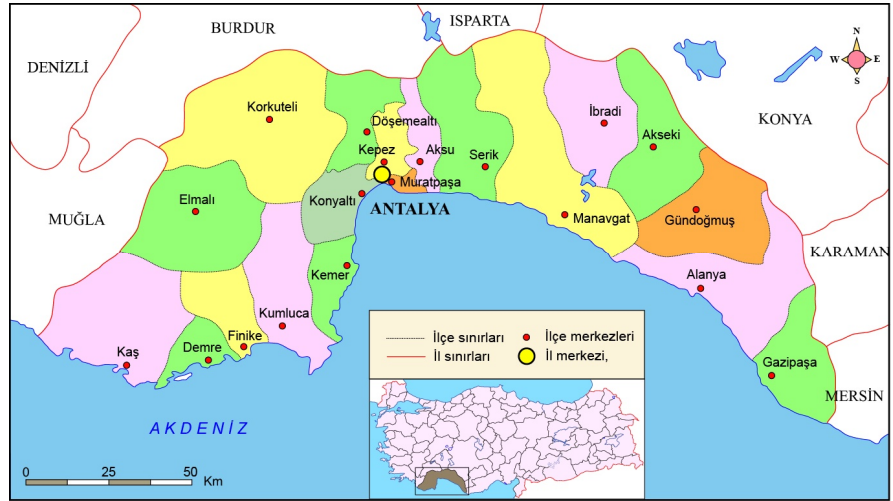 BURDUR
ISPARTA
DENİZLİ
N
W
E
S
KONYA
Korkuteli
Döşemealtı
İbradi
Akseki
Kepez
Aksu
Serik
Muratpaşa
Elmalı
Konyaltı
ANTALYA
Manavgat
Gündoğmuş
MUĞLA
KARAMAN
Kemer
Alanya
Kumluca
Kaş
Demre
Finike
Gazipaşa
MERSİN
AKDENİZ
İlçe sınırları
İlçe merkezleri
İl sınırları
İl merkezi,
0 25 50
Km